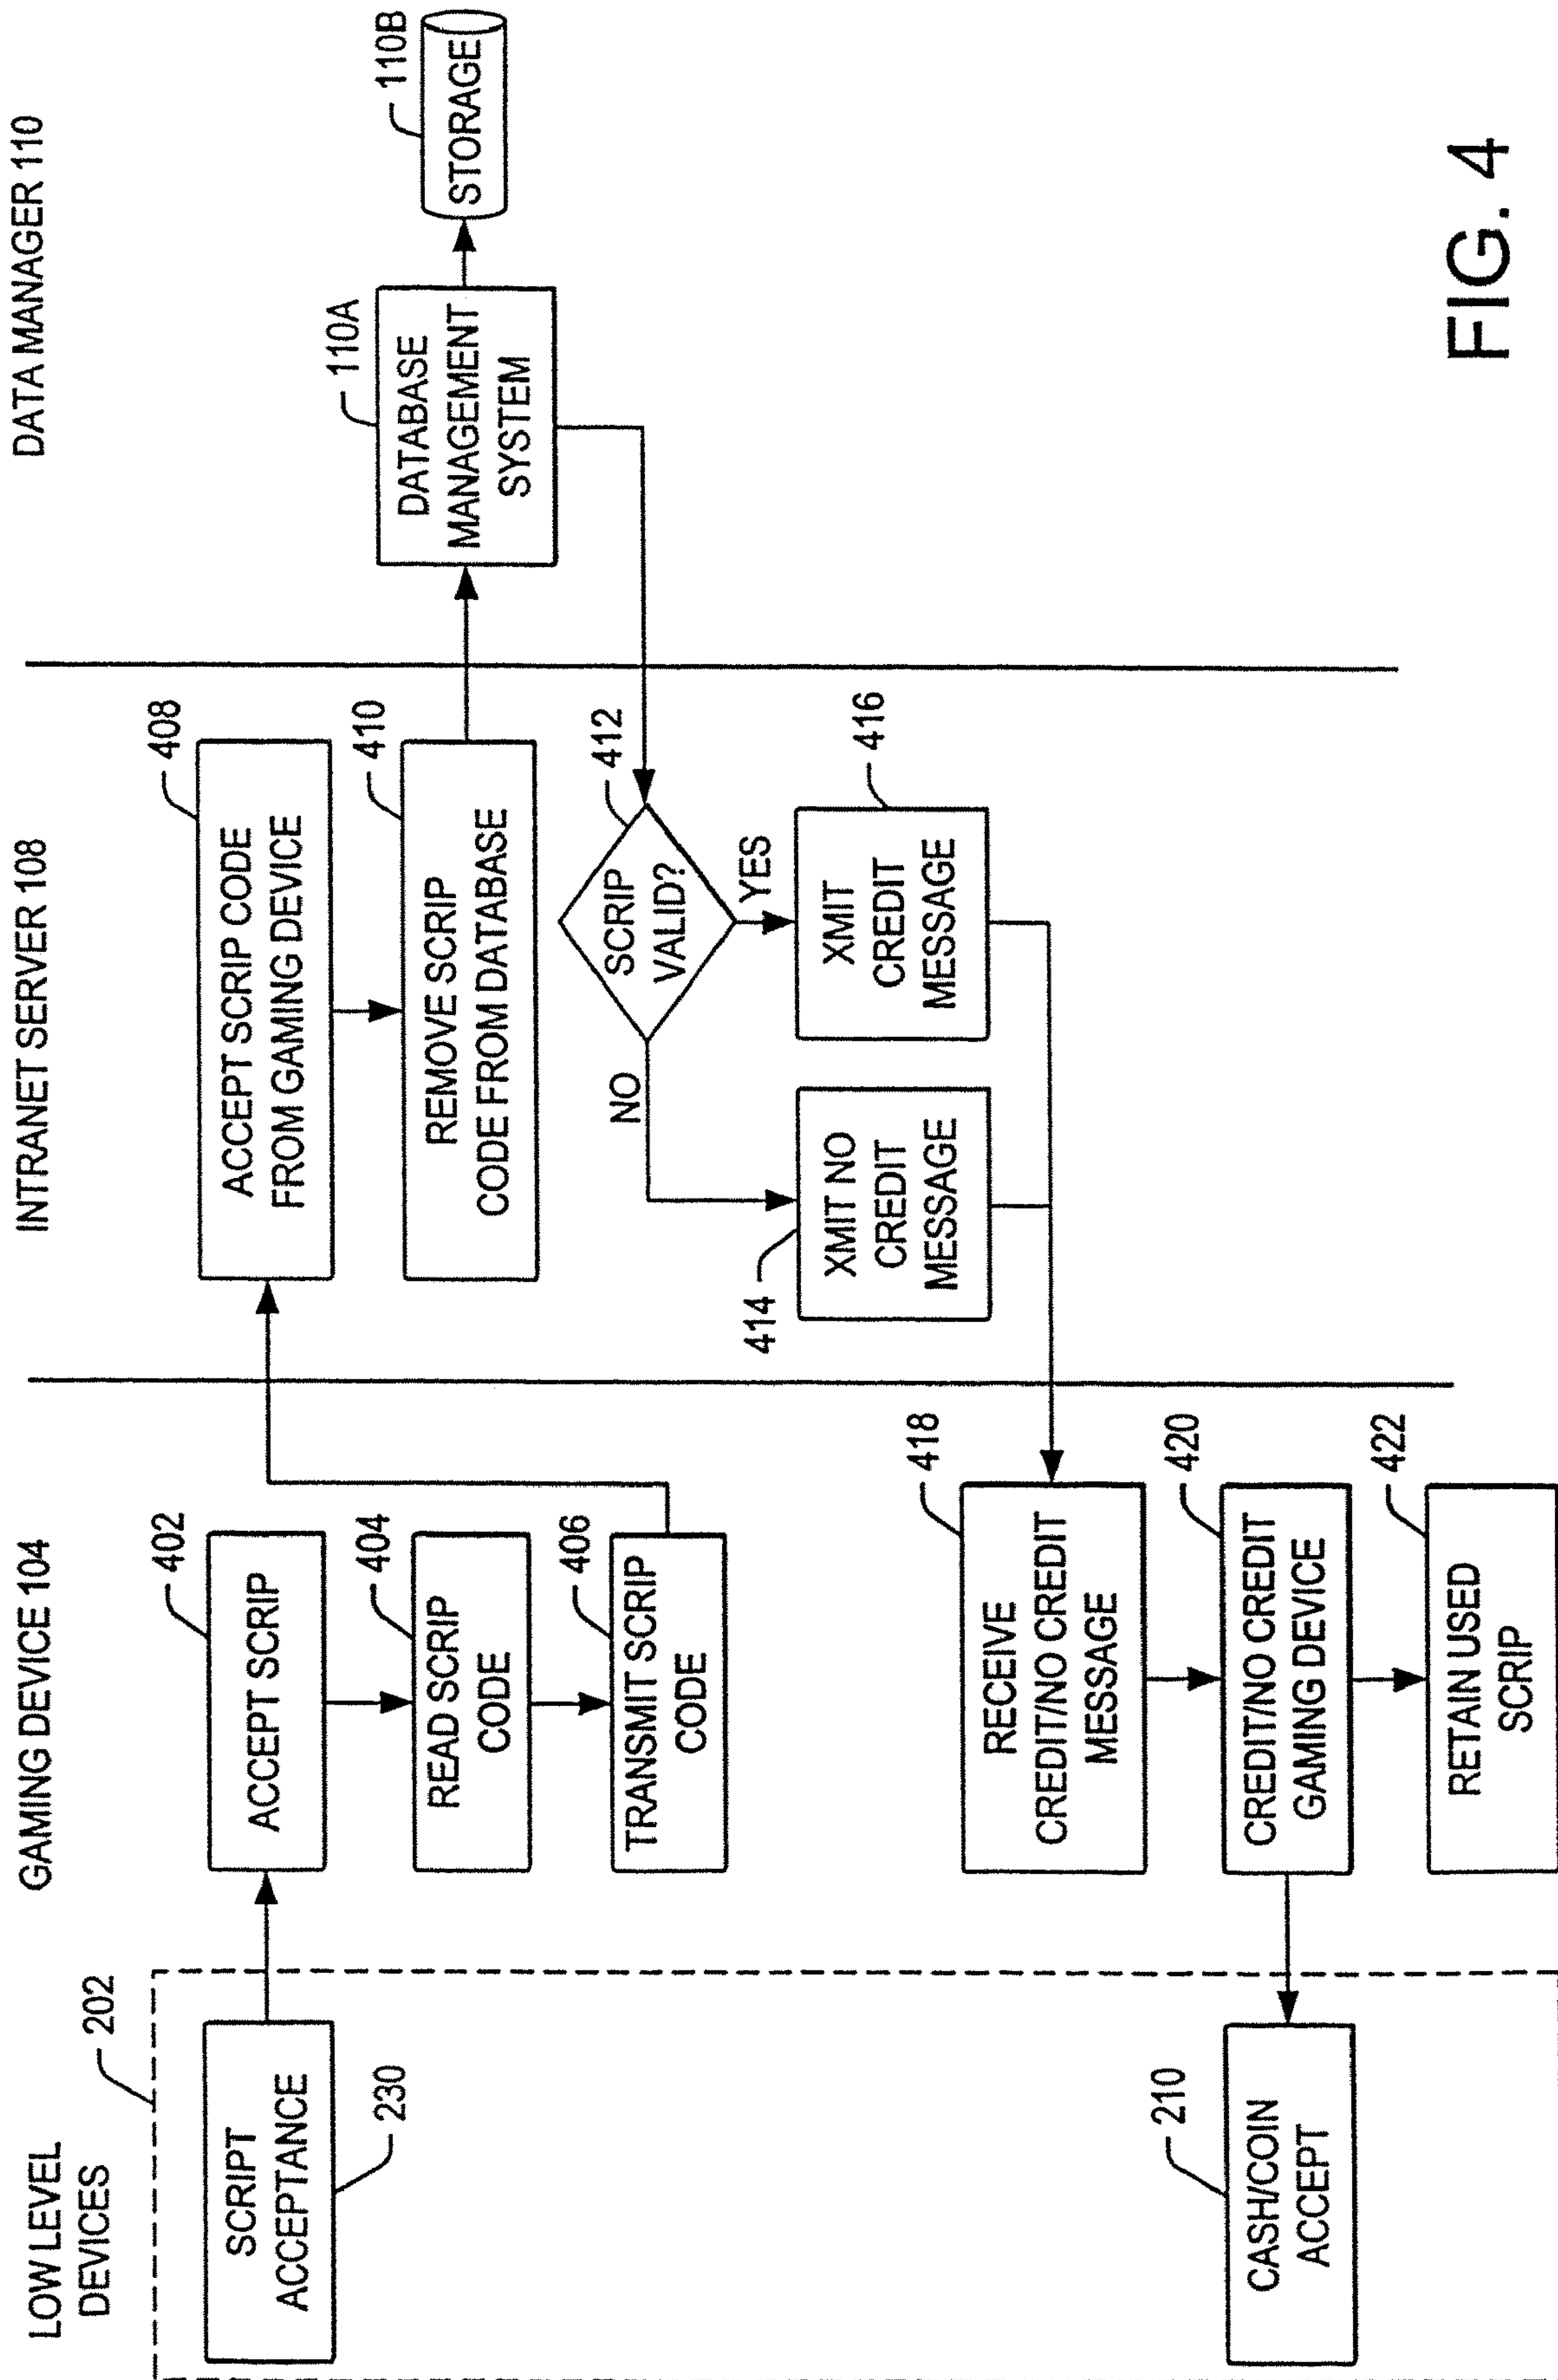 LOW LEVEL
DEVICES
GAMING DEVICE 104
INTRANET SERVER 108
DATA MANAGER 110
202
SCRIPT
ACCEPTANCE
230
402
ACCEPT SCRIP
404
READ SCRIP
CODE
406
TRANSMIT SCRIP
CODE
408
ACCEPT SCRIP CODE
FROM GAMING DEVICE
410
REMOVE SCRIP
CODE FROM DATABASE
110A
DATABASE
MANAGEMENT
SYSTEM
110B
STORAGE
412
SCRIP
VALID?
NO
YES
414
XMIT NO
CREDIT
MESSAGE
416
XMIT
CREDIT
MESSAGE
418
RECEIVE
CREDIT/NO CREDIT
MESSAGE
420
CREDIT/NO CREDIT
GAMING DEVICE
422
RETAIN USED
SCRIP
210
CASH/COIN
ACCEPT
FIG. 4